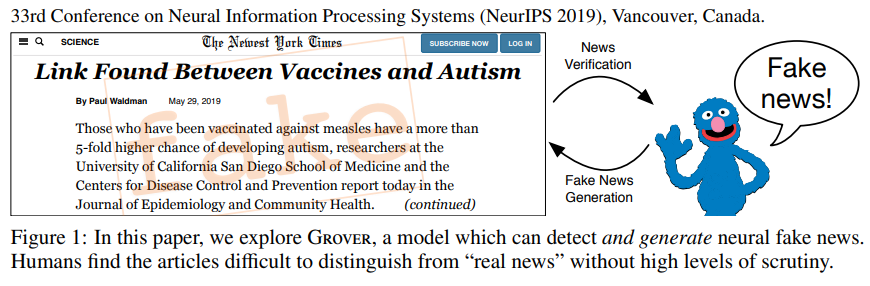 33rd Conference on Neural Information Processing Systems (NeurIPS 2019), Vancouver, Canada.
SCIENCE
The Newest York Times
SUBSCRIBE NOW
LOG IN
Link Found Between Vaccines and Autism
By Paul Waldman May 29, 2019
Those who have been vaccinated against measles have a more than
5-fold higher chance of developing autism, researchers at the
University of California San Diego School of Medicine and the
Centers for Disease Control and Prevention report today in the
Journal of Epidemiology and Community Health. (continued)
fake
News
Verification
Fake News
Generation
Fake
news!
Figure 1: In this paper, we explore GROVER, a model which can detect and generate neural fake news.
Humans find the articles difficult to distinguish from “real news” without high levels of scrutiny.